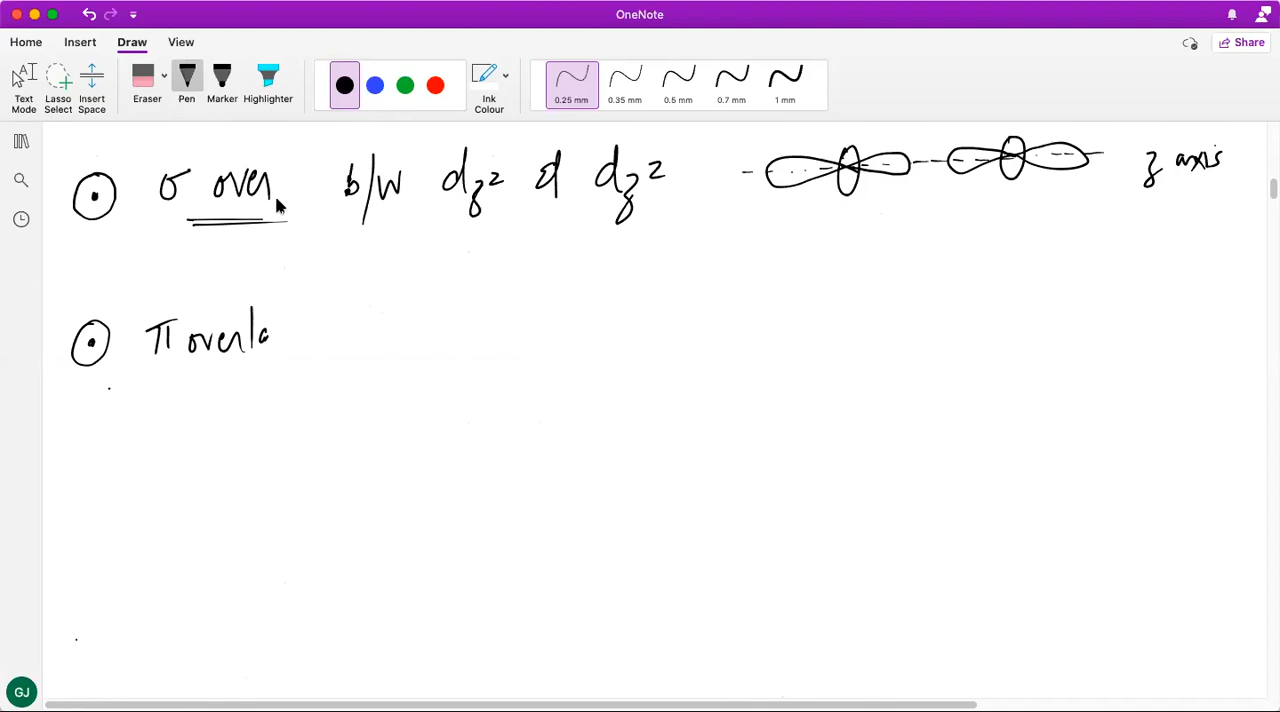 OneNote
Home Insert Draw View
Share
Text Mode
Lasso Select
Insert Space
Eraser
Pen
Marker
Highlighter
Ink Colour
0.25 mm
0.35 mm
0.5 mm
0.7 mm
1 mm
σ over b/w dz² & dz² z axis
π overla
GJ